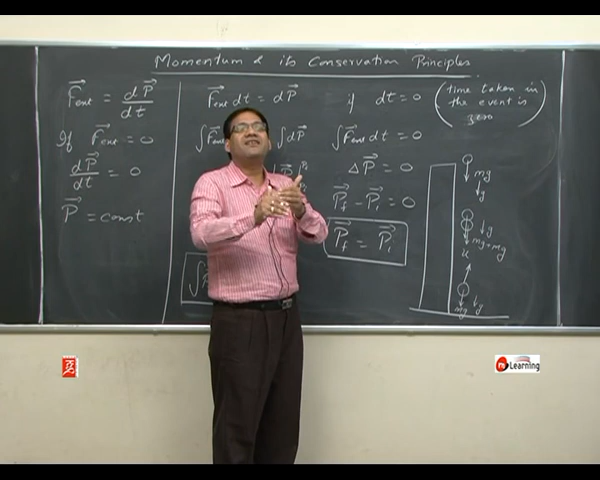 Momentum & its Conservation Principles
F⃗ext = dP⃗/dt
If F⃗ext = 0
dP⃗/dt = 0
P⃗ = const
F⃗ext dt = dP⃗
∫F⃗ext ∫dP⃗
if dt = 0
∫F⃗ext dt = 0
ΔP⃗ = 0
P⃗f − P⃗i = 0
P⃗f = P⃗i
(time taken in
the event is
zero)
mg
↓g
↓g
mg+mg
u
↓g
mg
Learning